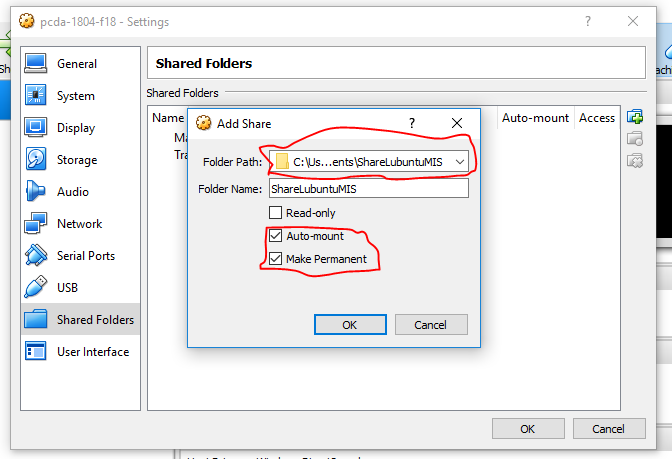 pcda-1804-f18 - Settings
?
General
System
Display
Storage
Audio
Network
Serial Ports
USB
Shared Folders
User Interface
Shared Folders
Shared Folders
Name
Auto-mount
Access
Ma
Tra
Add Share
?
Folder Path:
C:\Us...ents\ShareLubuntuMIS
Folder Name:
ShareLubuntuMIS
Read-only
Auto-mount
Make Permanent
OK
Cancel
OK
Cancel
Sh
ach